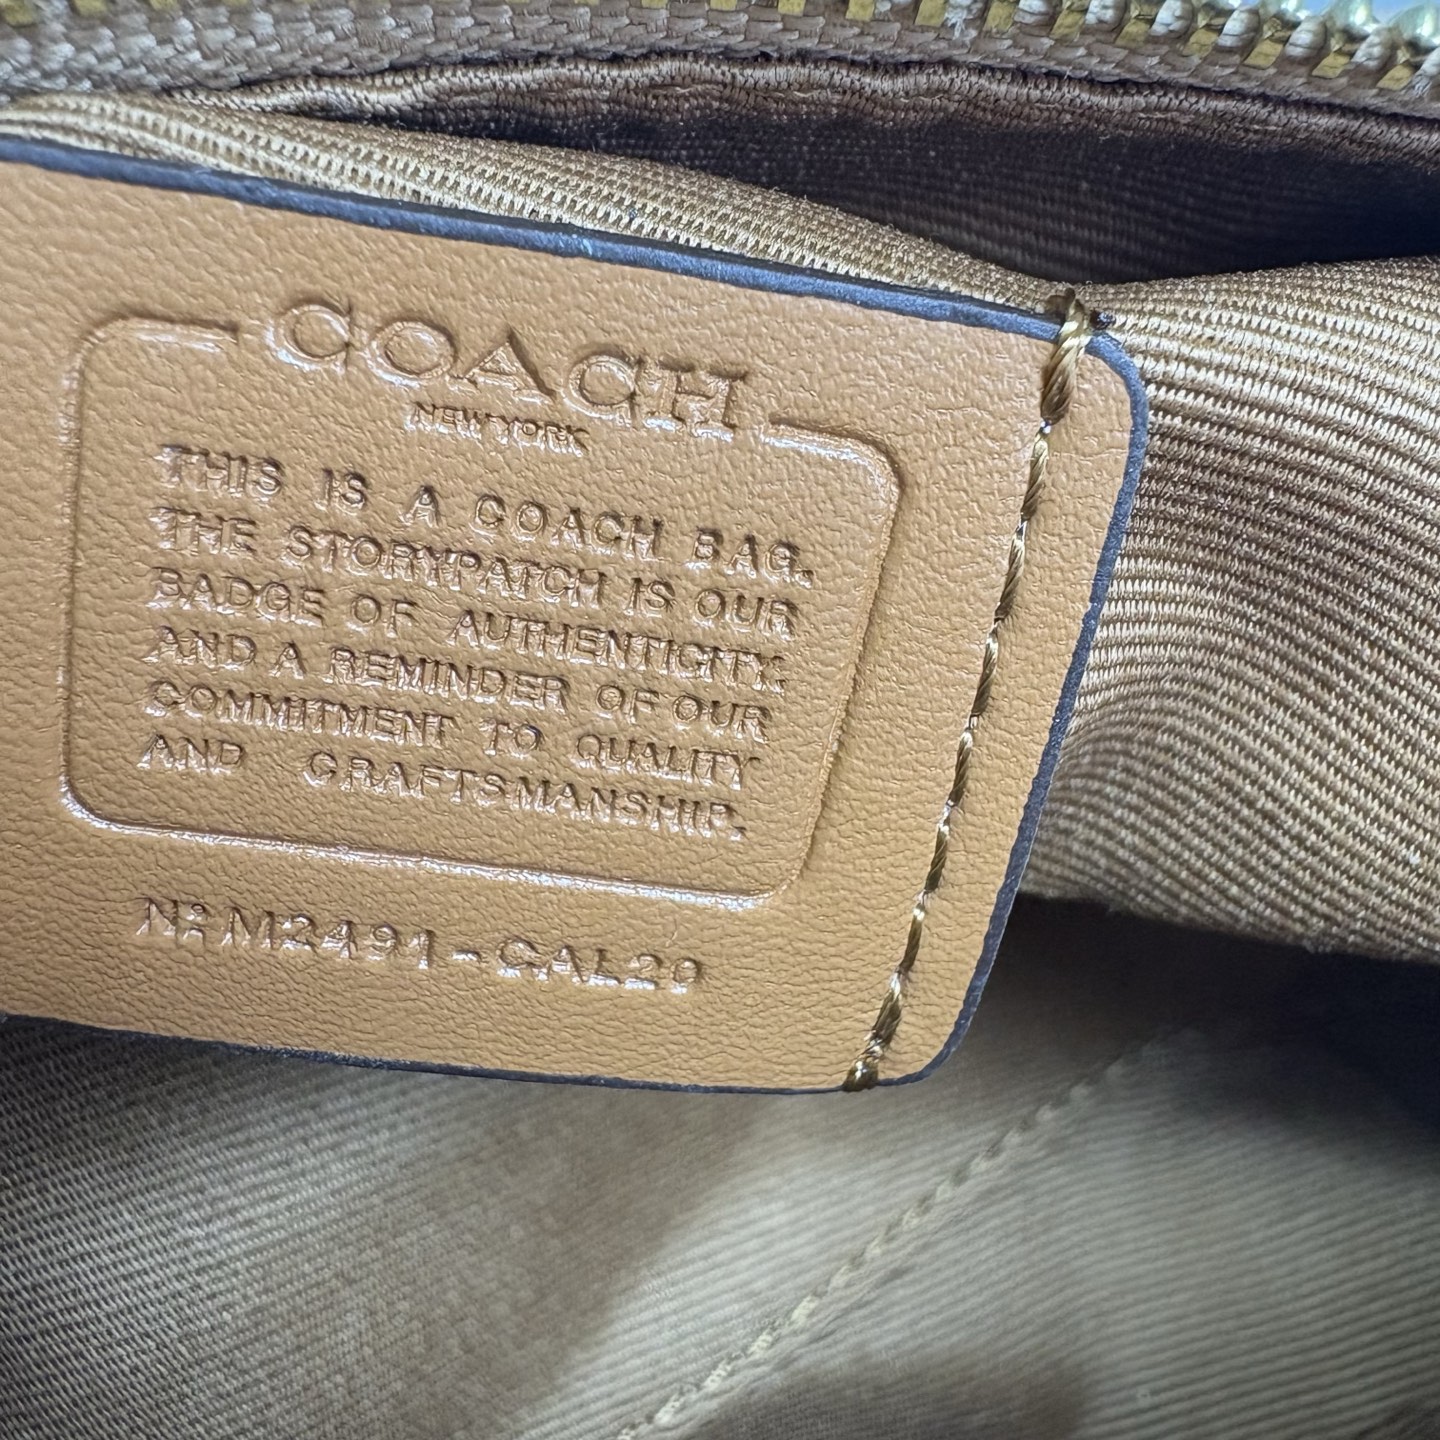 COACH
NEW YORK
THIS IS A COACH BAG.
THE STORYPATCH IS OUR
BADGE OF AUTHENTICITY
AND A REMINDER OF OUR
COMMITMENT TO QUALITY
AND CRAFTSMANSHIP.
Nº M2491-CAL29